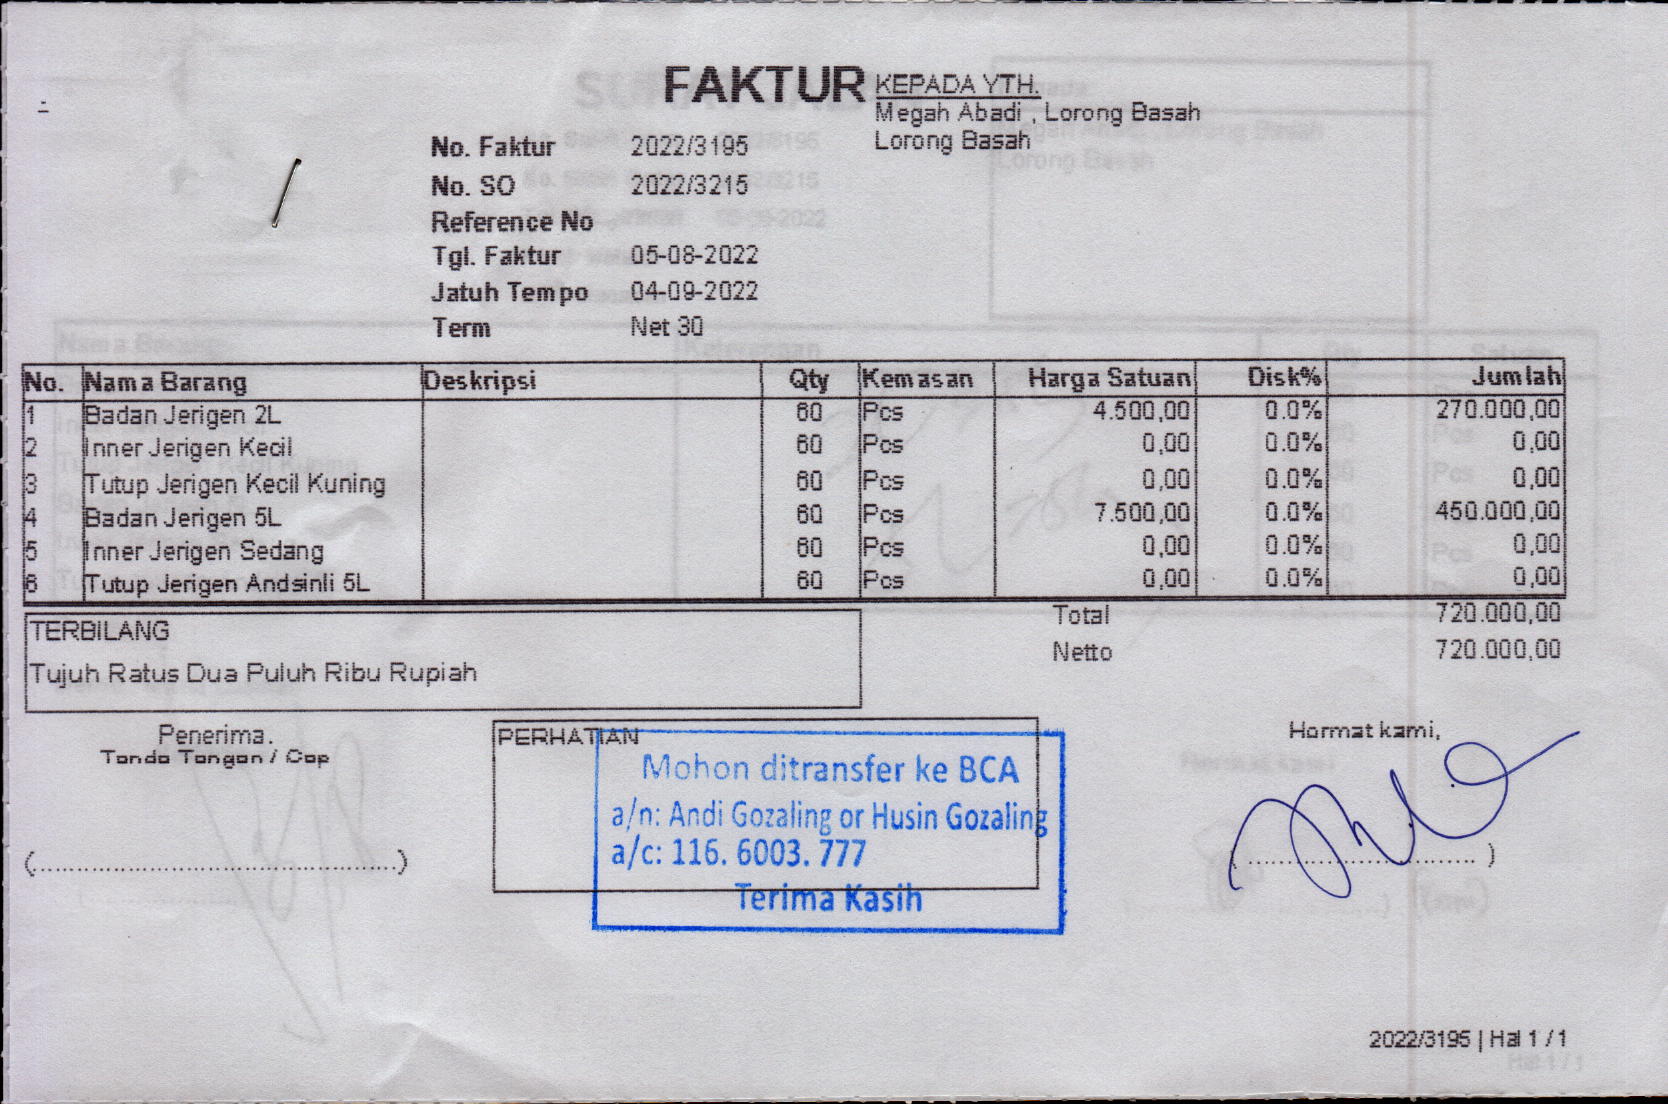 FAKTUR
KEPADA YTH.
Megah Abadi , Lorong Basah
Lorong Basah
No. Faktur 2022/3195
No. SO 2022/3215
Reference No
Tgl. Faktur 05-08-2022
Jatuh Tempo 04-09-2022
Term Net 30
No. Nama Barang Deskripsi Qty Kemasan Harga Satuan Disk% Jumlah
1 Badan Jerigen 2L 60 Pcs 4.500,00 0.0% 270.000,00
2 Inner Jerigen Kecil 60 Pcs 0,00 0.0% 0,00
3 Tutup Jerigen Kecil Kuning 60 Pcs 0,00 0.0% 0,00
4 Badan Jerigen 5L 60 Pcs 7.500,00 0.0% 450.000,00
5 Inner Jerigen Sedang 60 Pcs 0,00 0.0% 0,00
6 Tutup Jerigen Andsinli 5L 60 Pcs 0,00 0.0% 0,00
Total 720.000,00
Netto 720.000,00
TERBILANG
Tujuh Ratus Dua Puluh Ribu Rupiah
Penerima.
Tanda Tangan / Cap
(..........................................)
PERHATIAN
Mohon ditransfer ke BCA
a/n: Andi Gozaling or Husin Gozaling
a/c: 116. 6003. 777
Terima Kasih
Hormat kami,
( .......................... )
2022/3195 | Hal 1 / 1